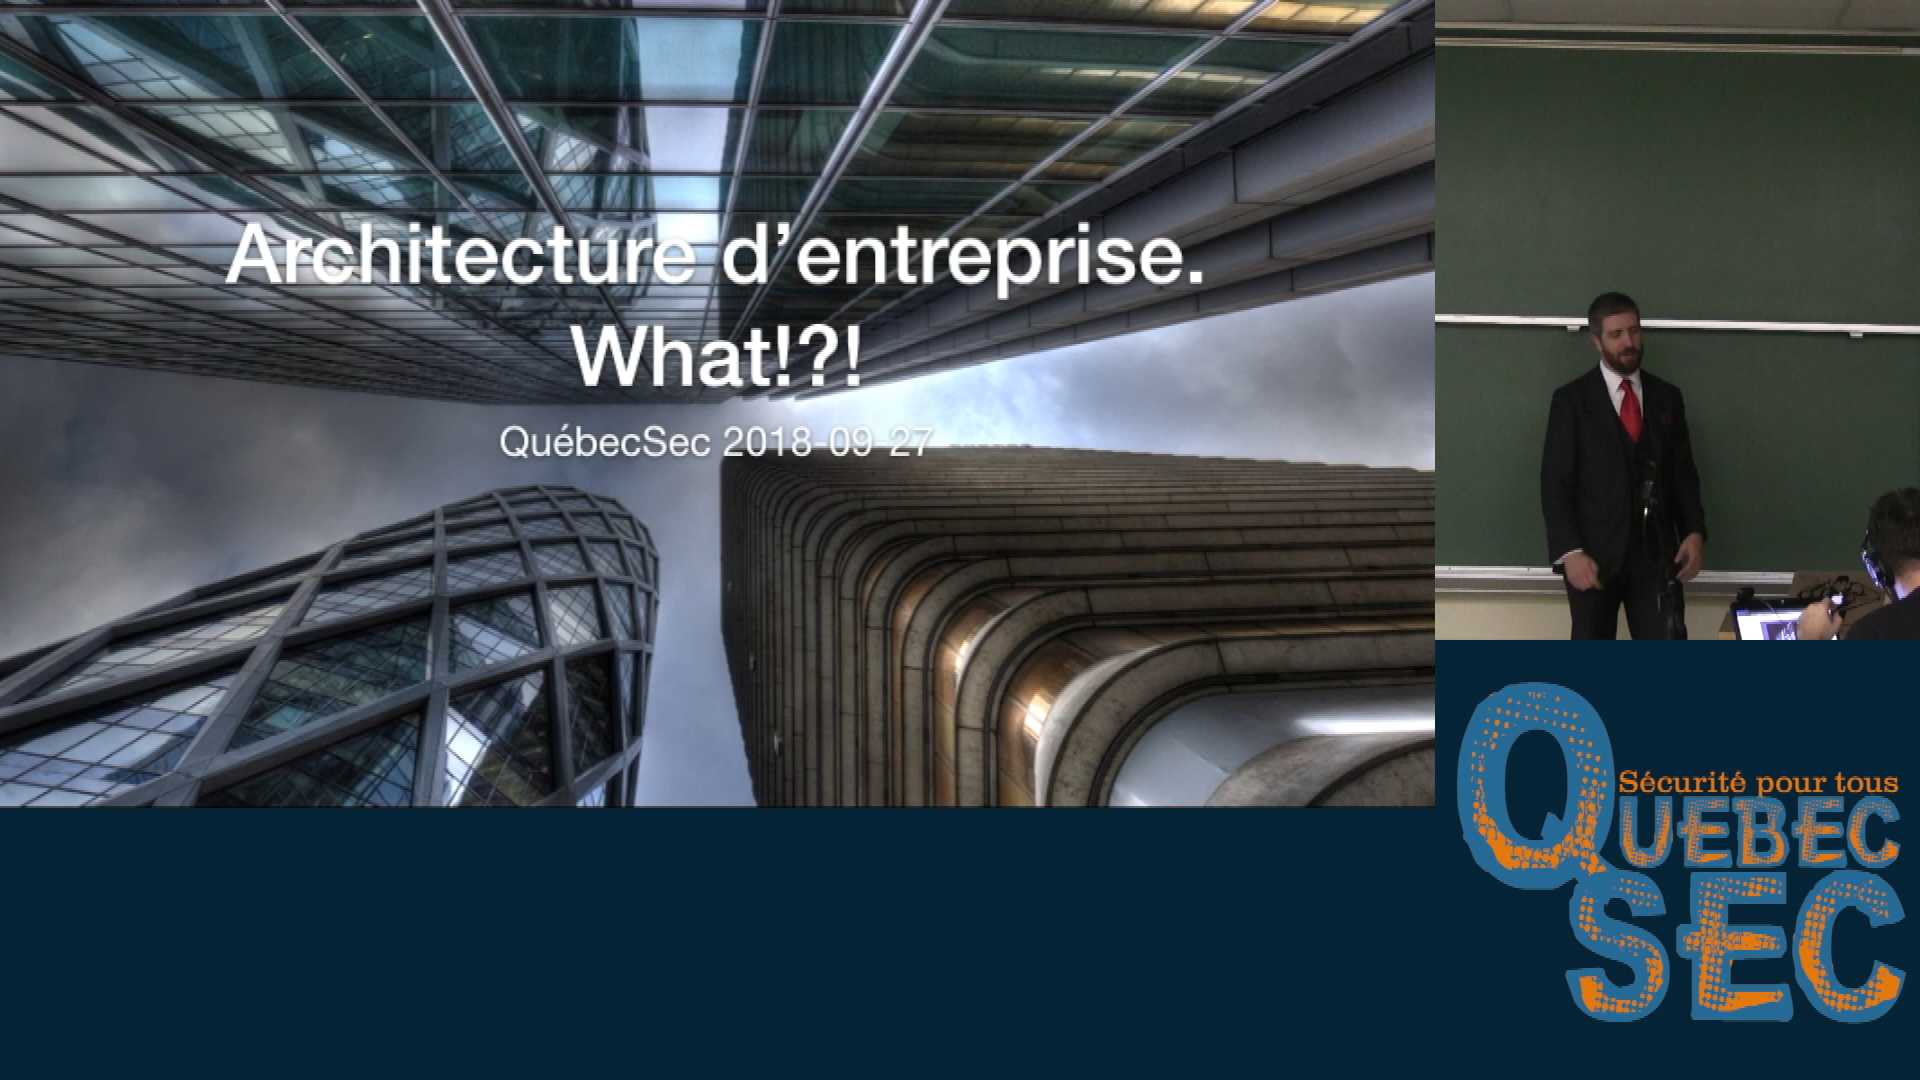 Architecture d’entreprise.
What!?!
QuébecSec 2018-09-27
Sécurité pour tous
QUEBEC
SEC